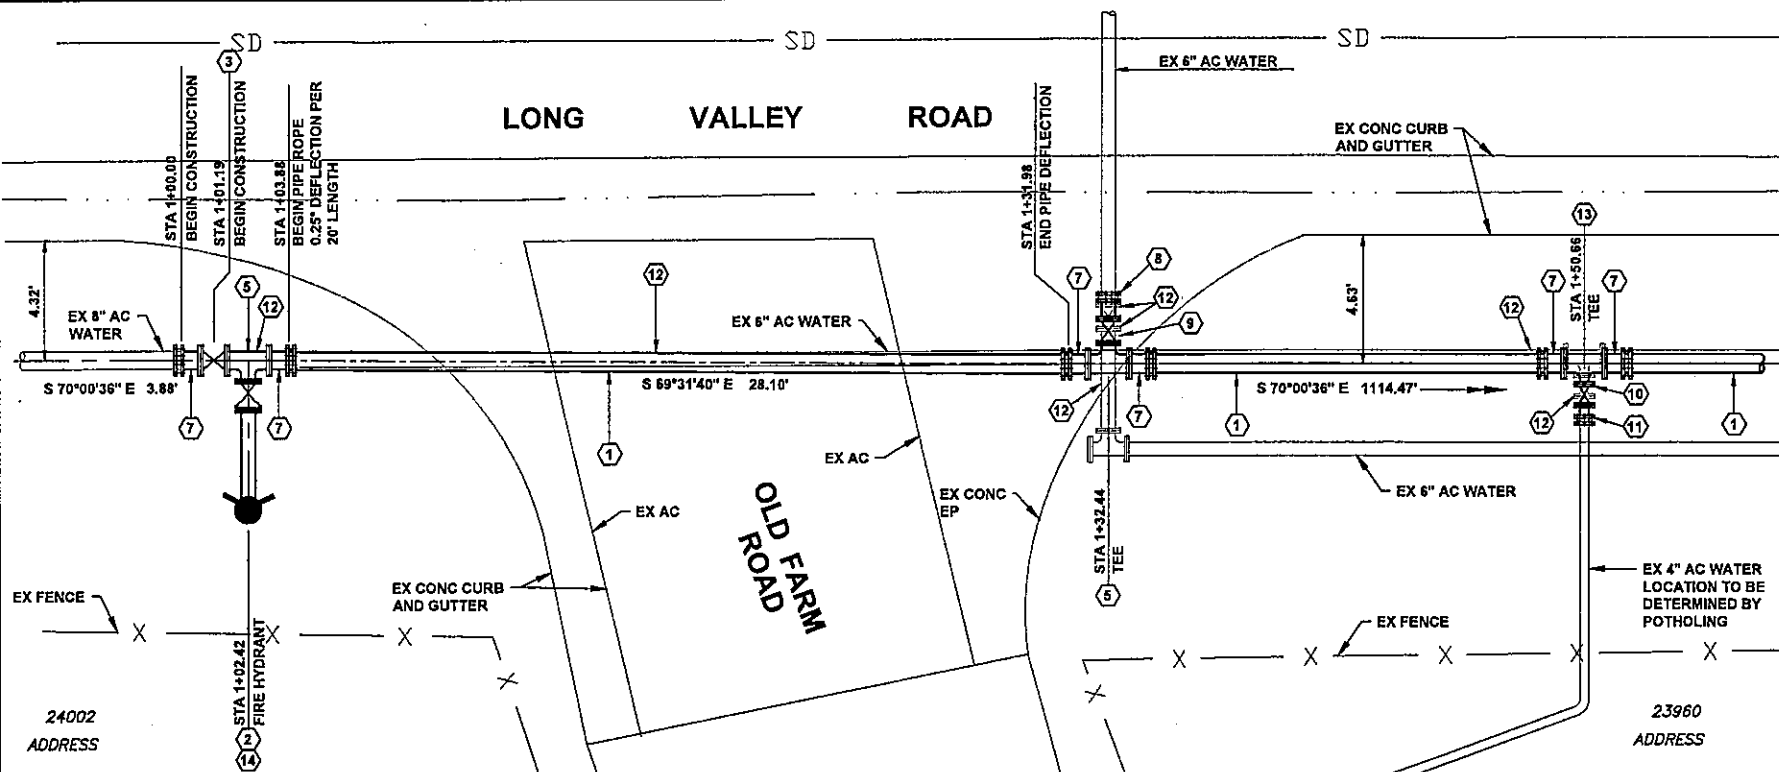 SD SD SD
3
EX 6" AC WATER
LONG VALLEY ROAD
EX CONC CURB
AND GUTTER
STA 1+00.00
BEGIN CONSTRUCTION
STA 1+01.19
BEGIN CONSTRUCTION
STA 1+03.88
BEGIN PIPE ROPE
0.25° DEFLECTION PER
20' LENGTH
STA 1+31.98
END PIPE DEFLECTION
13
STA 1+50.66
TEE
4.32'
4.63'
5
12
12
7
8
12
9
7
7
12
EX 8" AC
WATER
EX 6" AC WATER
S 70°00'36" E 3.88'
S 69°31'40" E 28.10'
S 70°00'36" E 1114.47'
7
7
1
12
7
1
12
10
11
1
EX AC
EX AC
EX 6" AC WATER
EX CONC
EP
OLD FARM
ROAD
STA 1+32.44
TEE
5
EX CONC CURB
AND GUTTER
EX FENCE
X X X X
EX 4" AC WATER
LOCATION TO BE
DETERMINED BY
POTHOLING
EX FENCE
X X X X X X
STA 1+02.42
FIRE HYDRANT
2
14
24002
ADDRESS
23960
ADDRESS